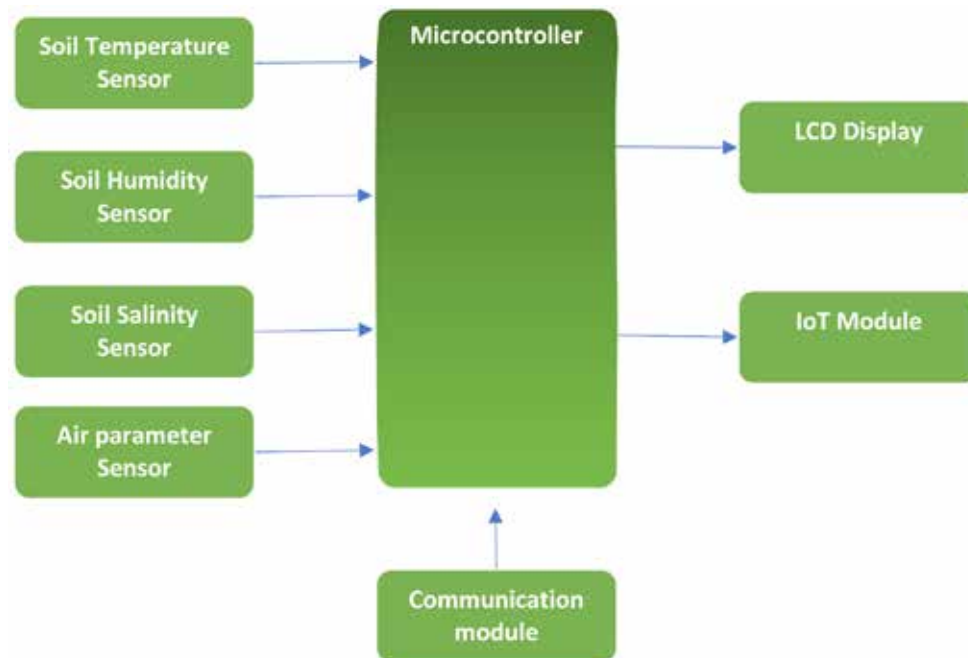 Soil Temperature
Sensor
Soil Humidity
Sensor
Soil Salinity
Sensor
Air parameter
Sensor
Microcontroller
LCD Display
IoT Module
Communication
module